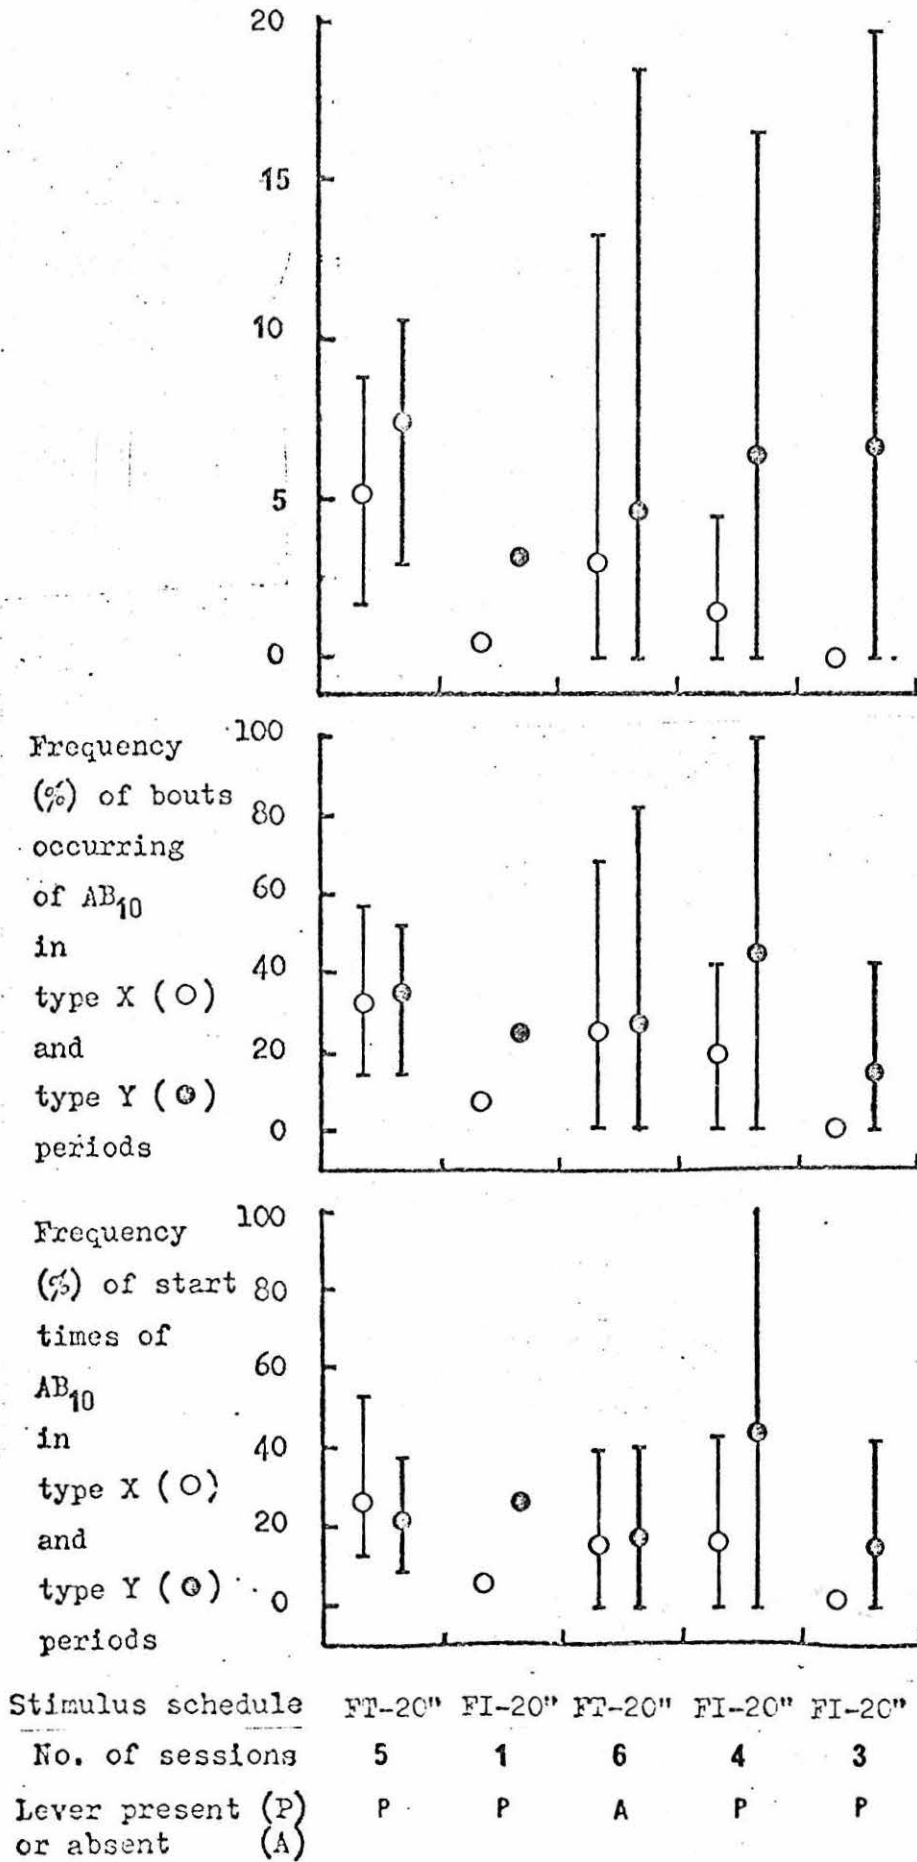 20
15
10
5
0
Frequency
(%) of bouts
occurring
of AB10
in
type X (○)
and
type Y (●)
periods
100
80
60
40
20
0
Frequency
(%) of start
times of
AB10
in
type X (○)
and
type Y (●)
periods
100
80
60
40
20
0
Stimulus schedule FT-20" FI-20" FT-20" FI-20" FI-20"
No. of sessions 5 1 6 4 3
Lever present (P) P P A P P
or absent (A)